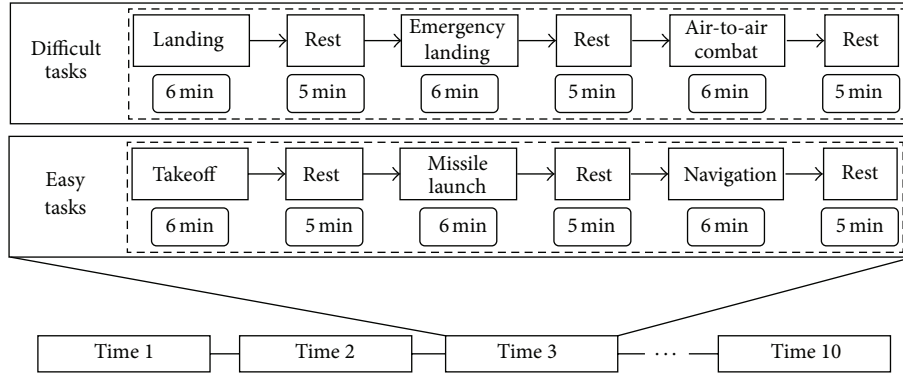 Difficult
tasks
Landing
Rest
Emergency
landing
Rest
Air-to-air
combat
Rest
6 min
5 min
6 min
5 min
6 min
5 min
Easy
tasks
Takeoff
Rest
Missile
launch
Rest
Navigation
Rest
6 min
5 min
6 min
5 min
6 min
5 min
Time 1
Time 2
Time 3
···
Time 10